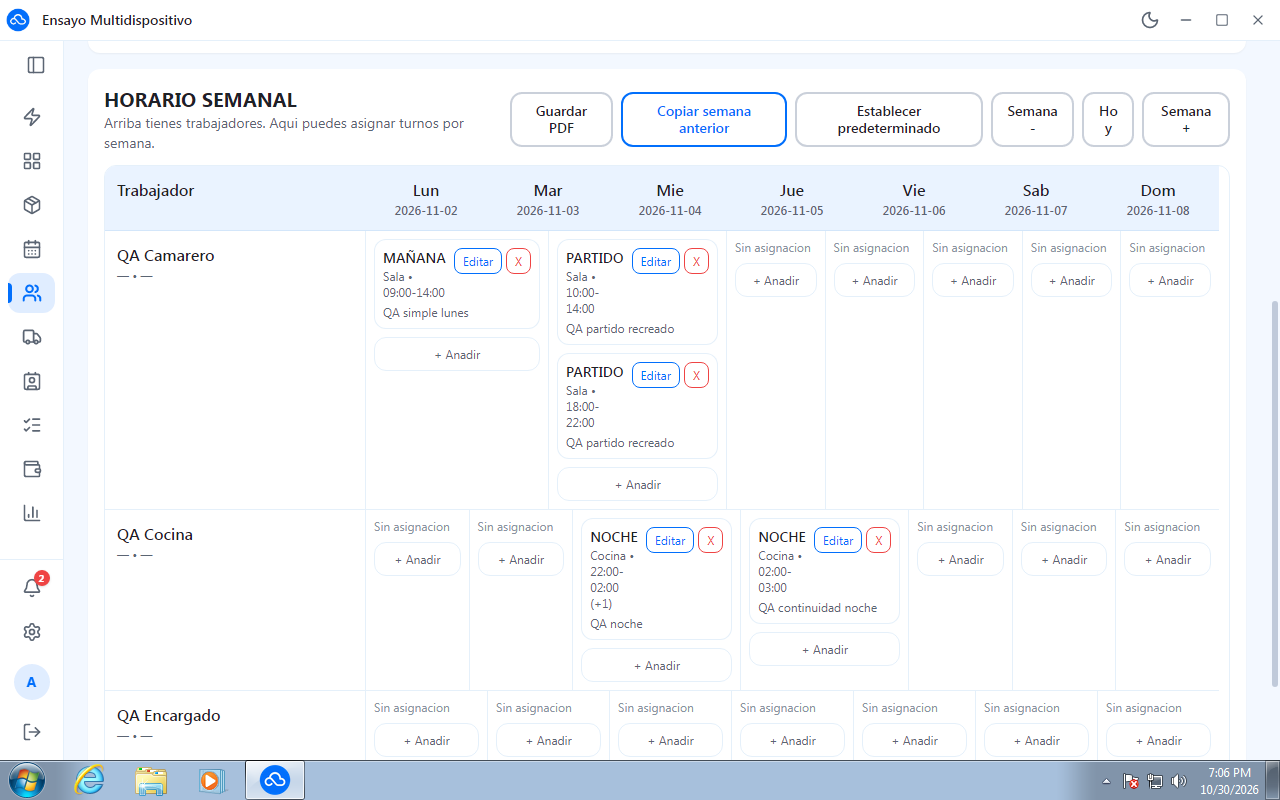 Ensayo Multidispositivo
HORARIO SEMANAL
Arriba tienes trabajadores. Aqui puedes asignar turnos por
semana.
Guardar
PDF
Copiar semana
anterior
Establecer
predeterminado
Semana
-
Ho
y
Semana
+
Trabajador
Lun
2026-11-02
Mar
2026-11-03
Mie
2026-11-04
Jue
2026-11-05
Vie
2026-11-06
Sab
2026-11-07
Dom
2026-11-08
QA Camarero
— • —
MAÑANA
Editar
X
Sala •
09:00-14:00
QA simple lunes
+ Anadir
PARTIDO
Editar
X
Sala •
10:00-
14:00
QA partido recreado
PARTIDO
Editar
X
Sala •
18:00-
22:00
QA partido recreado
+ Anadir
Sin asignacion
+ Anadir
Sin asignacion
+ Anadir
Sin asignacion
+ Anadir
Sin asignacion
+ Anadir
Sin asignacion
+ Anadir
QA Cocina
— • —
Sin asignacion
+ Anadir
Sin asignacion
+ Anadir
NOCHE
Editar
X
Cocina •
22:00-
02:00
(+1)
QA noche
+ Anadir
NOCHE
Editar
X
Cocina •
02:00-
03:00
QA continuidad noche
+ Anadir
Sin asignacion
+ Anadir
Sin asignacion
+ Anadir
Sin asignacion
+ Anadir
QA Encargado
— • —
Sin asignacion
+ Anadir
Sin asignacion
+ Anadir
Sin asignacion
+ Anadir
Sin asignacion
+ Anadir
Sin asignacion
+ Anadir
Sin asignacion
+ Anadir
Sin asignacion
+ Anadir
2
A
7:06 PM
10/30/2026